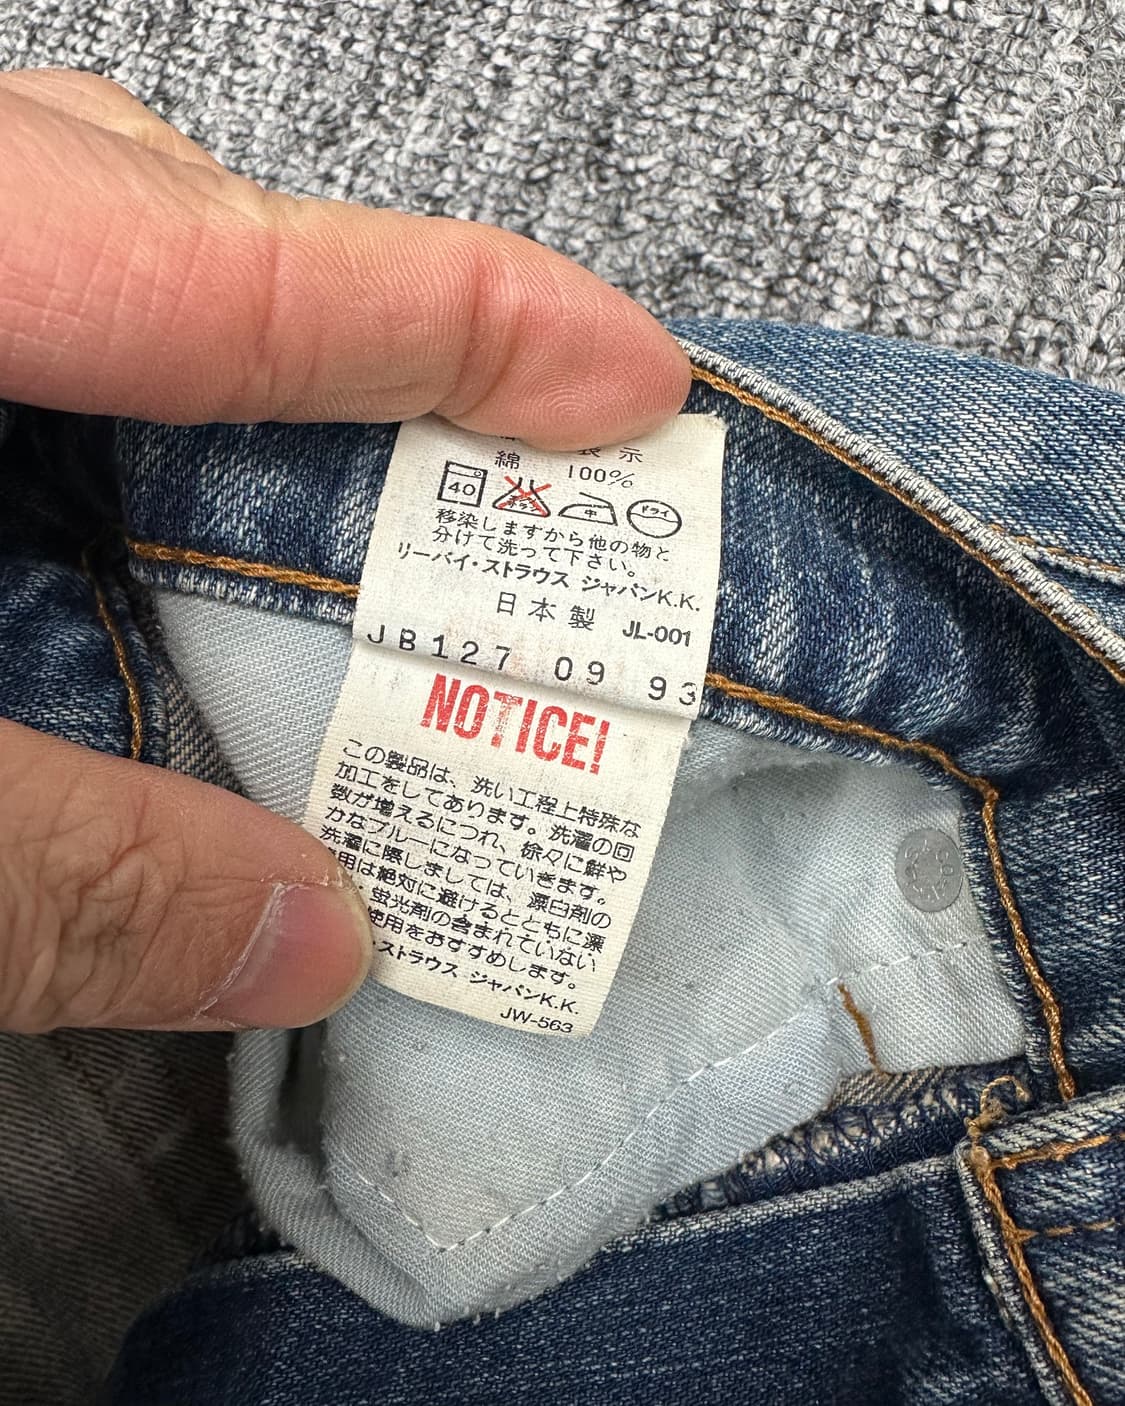 表示
綿 100%
40 中 ドライ
移染しますから他の物と
分けて洗って下さい。
リーバイ・ストラウス ジャパンK.K.
日本製 JL-001
JB127 09 93
NOTICE!
この製品は、洗い工程上特殊な
加工をしてあります。洗濯の回
数が増えるにつれ、徐々に鮮や
かなブルーになっていきます。
洗濯に際しましては、漂白剤の
用は絶対に避けるとともに漂
・蛍光剤の含まれていない
使用をおすすめします。
・ストラウス ジャパンK.K.
JW-563